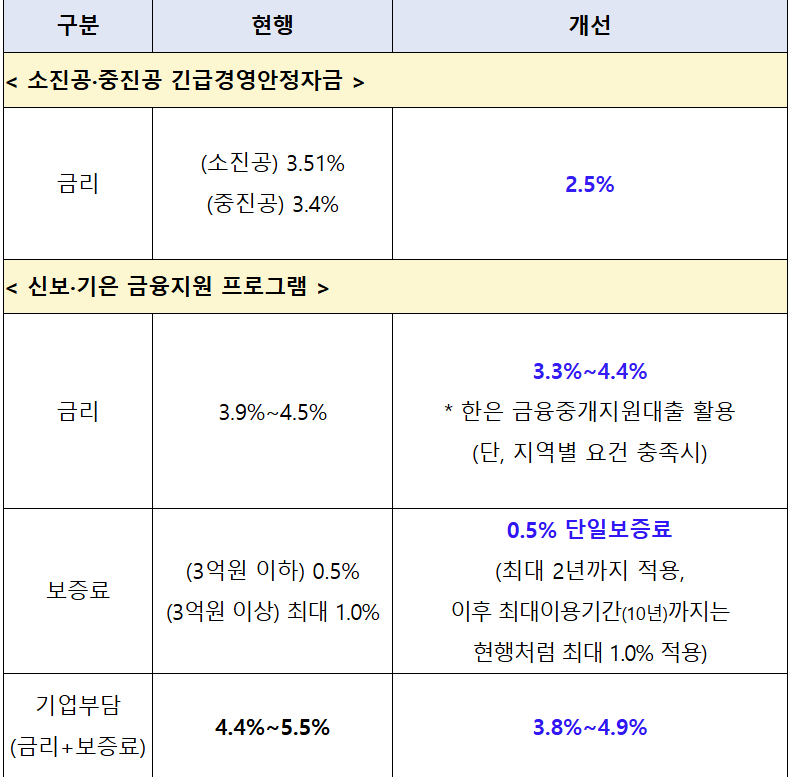 구분 현행 개선
< 소진공·중진공 긴급경영안정자금 >
금리
(소진공) 3.51%
(중진공) 3.4%
2.5%
< 신보·기은 금융지원 프로그램 >
금리
3.9%~4.5%
3.3%~4.4%
* 한은 금융중개지원대출 활용
(단, 지역별 요건 충족시)
보증료
(3억원 이하) 0.5%
(3억원 이상) 최대 1.0%
0.5% 단일보증료
(최대 2년까지 적용,
이후 최대이용기간(10년)까지는
현행처럼 최대 1.0% 적용)
기업부담
(금리+보증료)
4.4%~5.5%
3.8%~4.9%